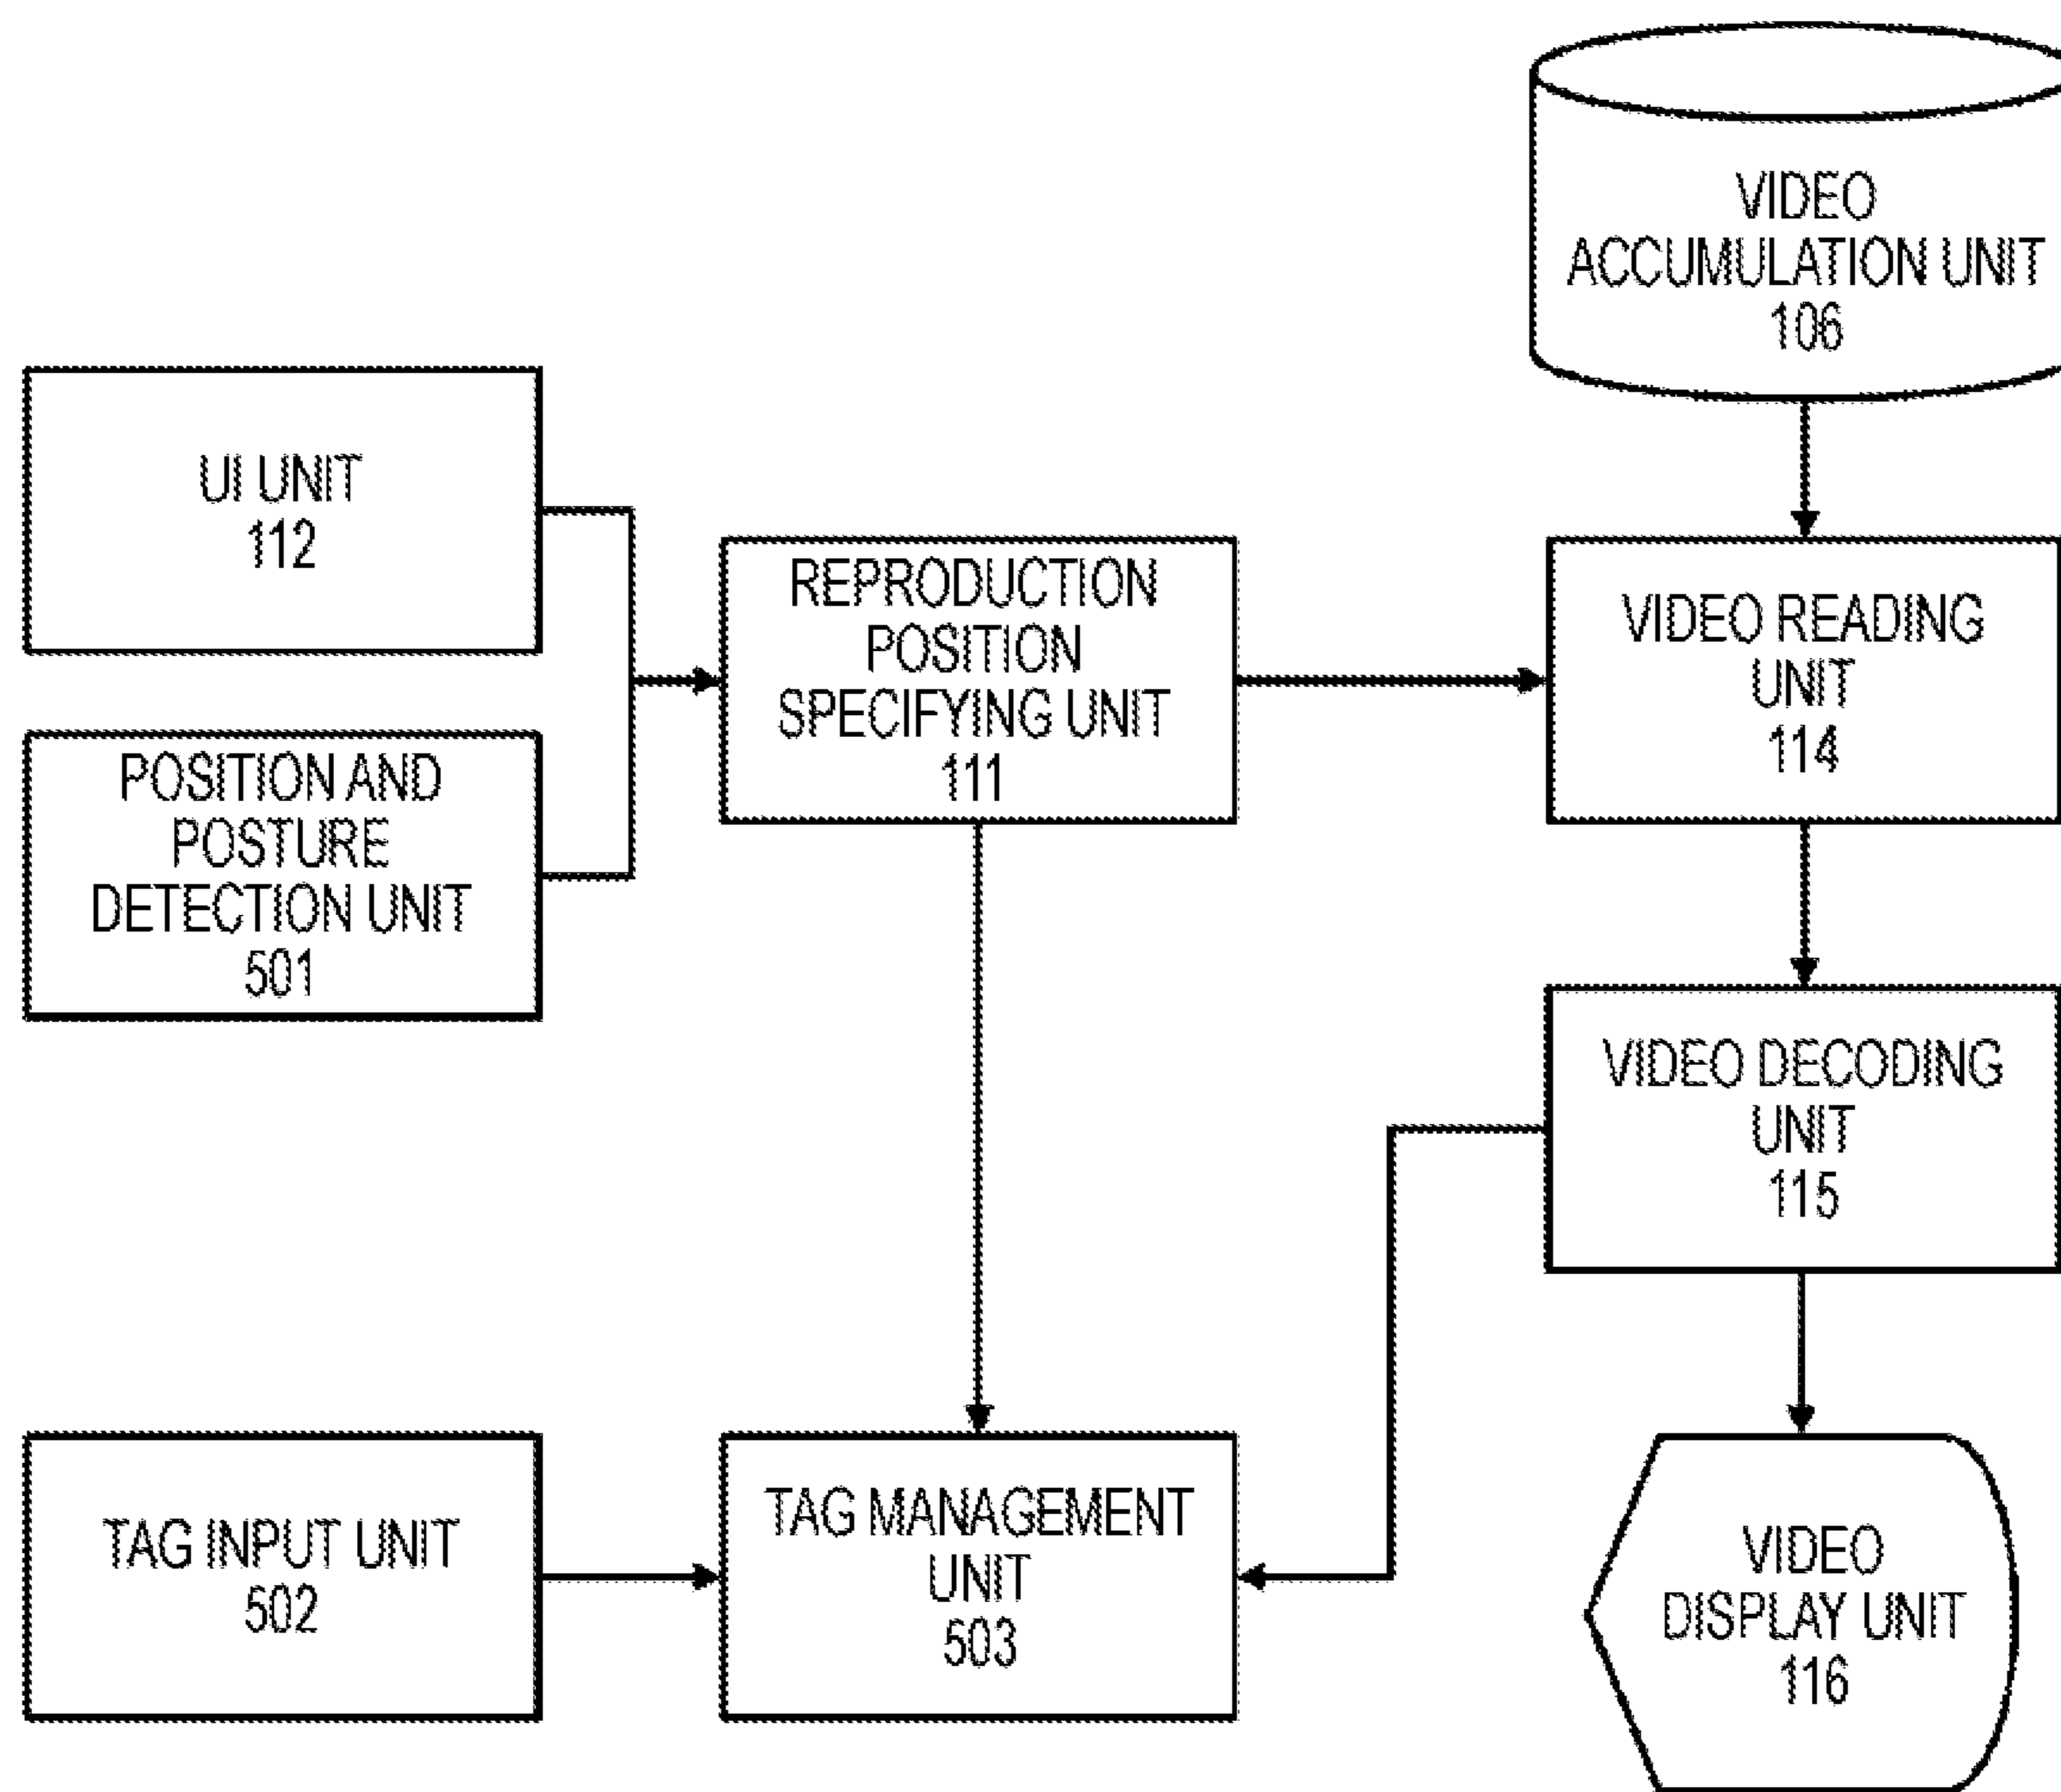 VIDEO
ACCUMULATION UNIT
106
UI UNIT
112
REPRODUCTION
POSITION
SPECIFYING UNIT
111
VIDEO READING
UNIT
114
POSITION AND
POSTURE
DETECTION UNIT
501
VIDEO DECODING
UNIT
115
TAG INPUT UNIT
502
TAG MANAGEMENT
UNIT
503
VIDEO
DISPLAY UNIT
116